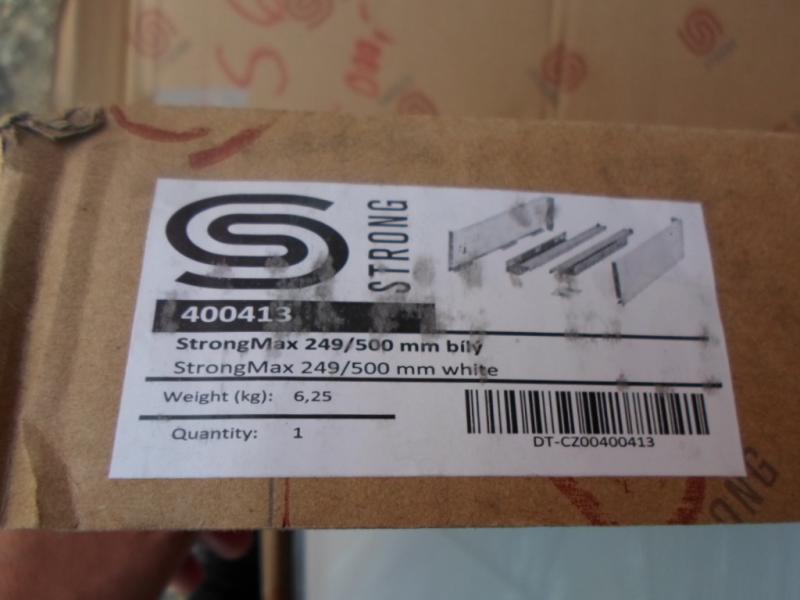 STRONG
400413
StrongMax 249/500 mm bílý
StrongMax 249/500 mm white
Weight (kg): 6,25
Quantity: 1
DT-CZ00400413
ONG